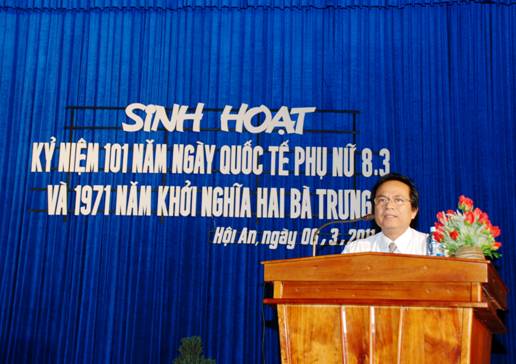 SINH HOẠT
KỶ NIỆM 101 NĂM NGÀY QUỐC TẾ PHỤ NỮ 8.3
VÀ 1971 NĂM KHỞI NGHĨA HAI BÀ TRƯNG
Hội An, ngày 06, 3, 2011